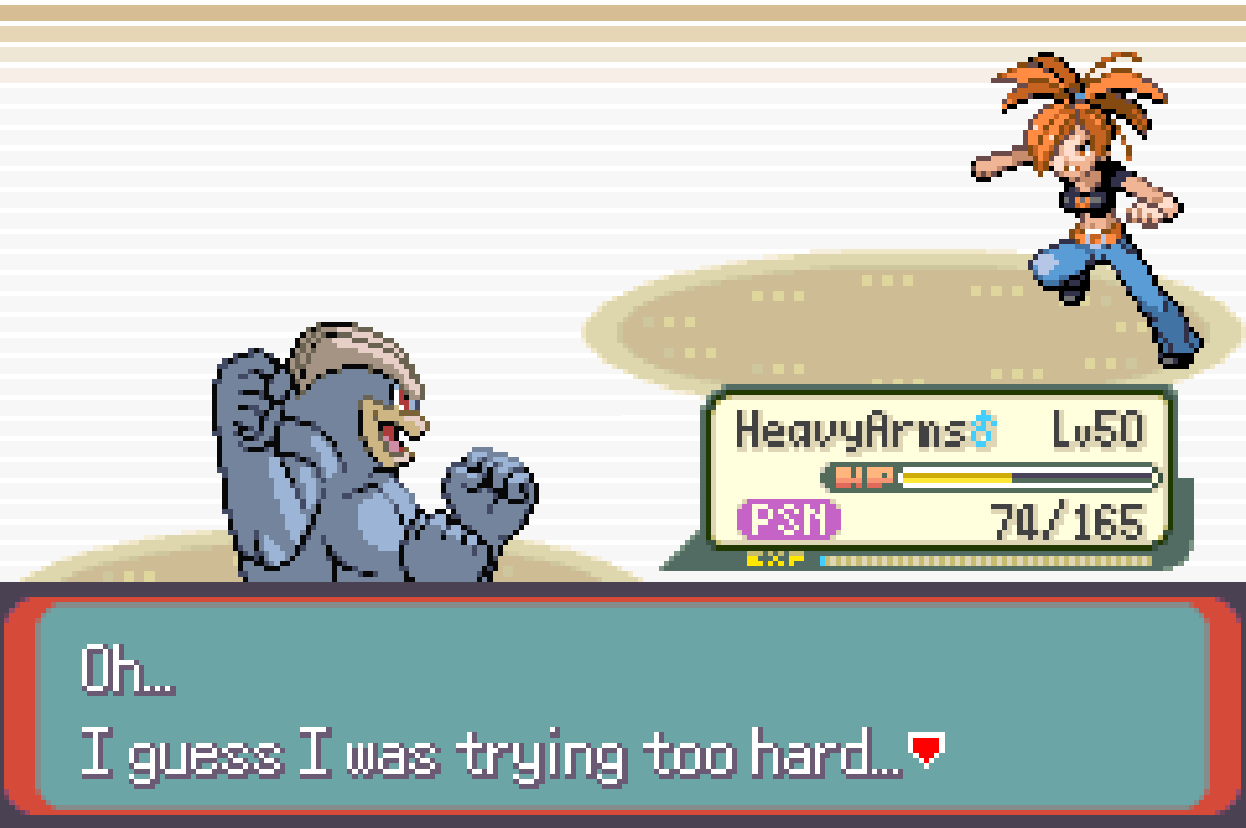 HeavyArms♂ Lv50
HP
PSN 74/165
EXP
Oh…
I guess I was trying too hard…